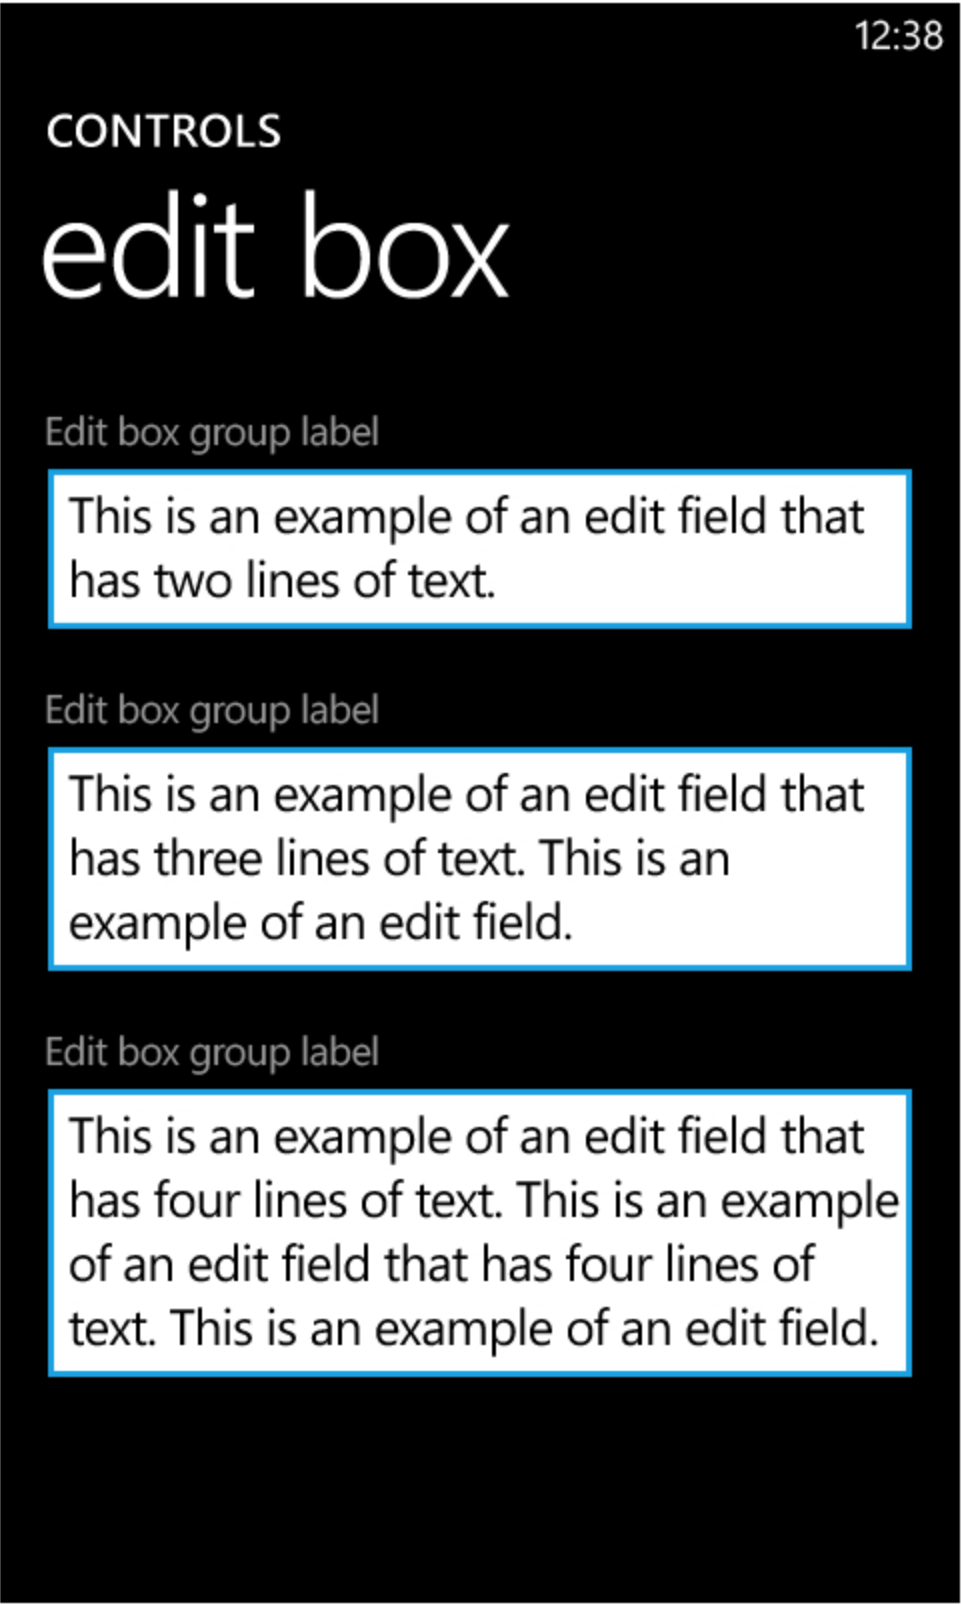 12:38
CONTROLS
edit box
Edit box group label
This is an example of an edit field that
has two lines of text.
Edit box group label
This is an example of an edit field that
has three lines of text. This is an
example of an edit field.
Edit box group label
This is an example of an edit field that
has four lines of text. This is an example
of an edit field that has four lines of
text. This is an example of an edit field.